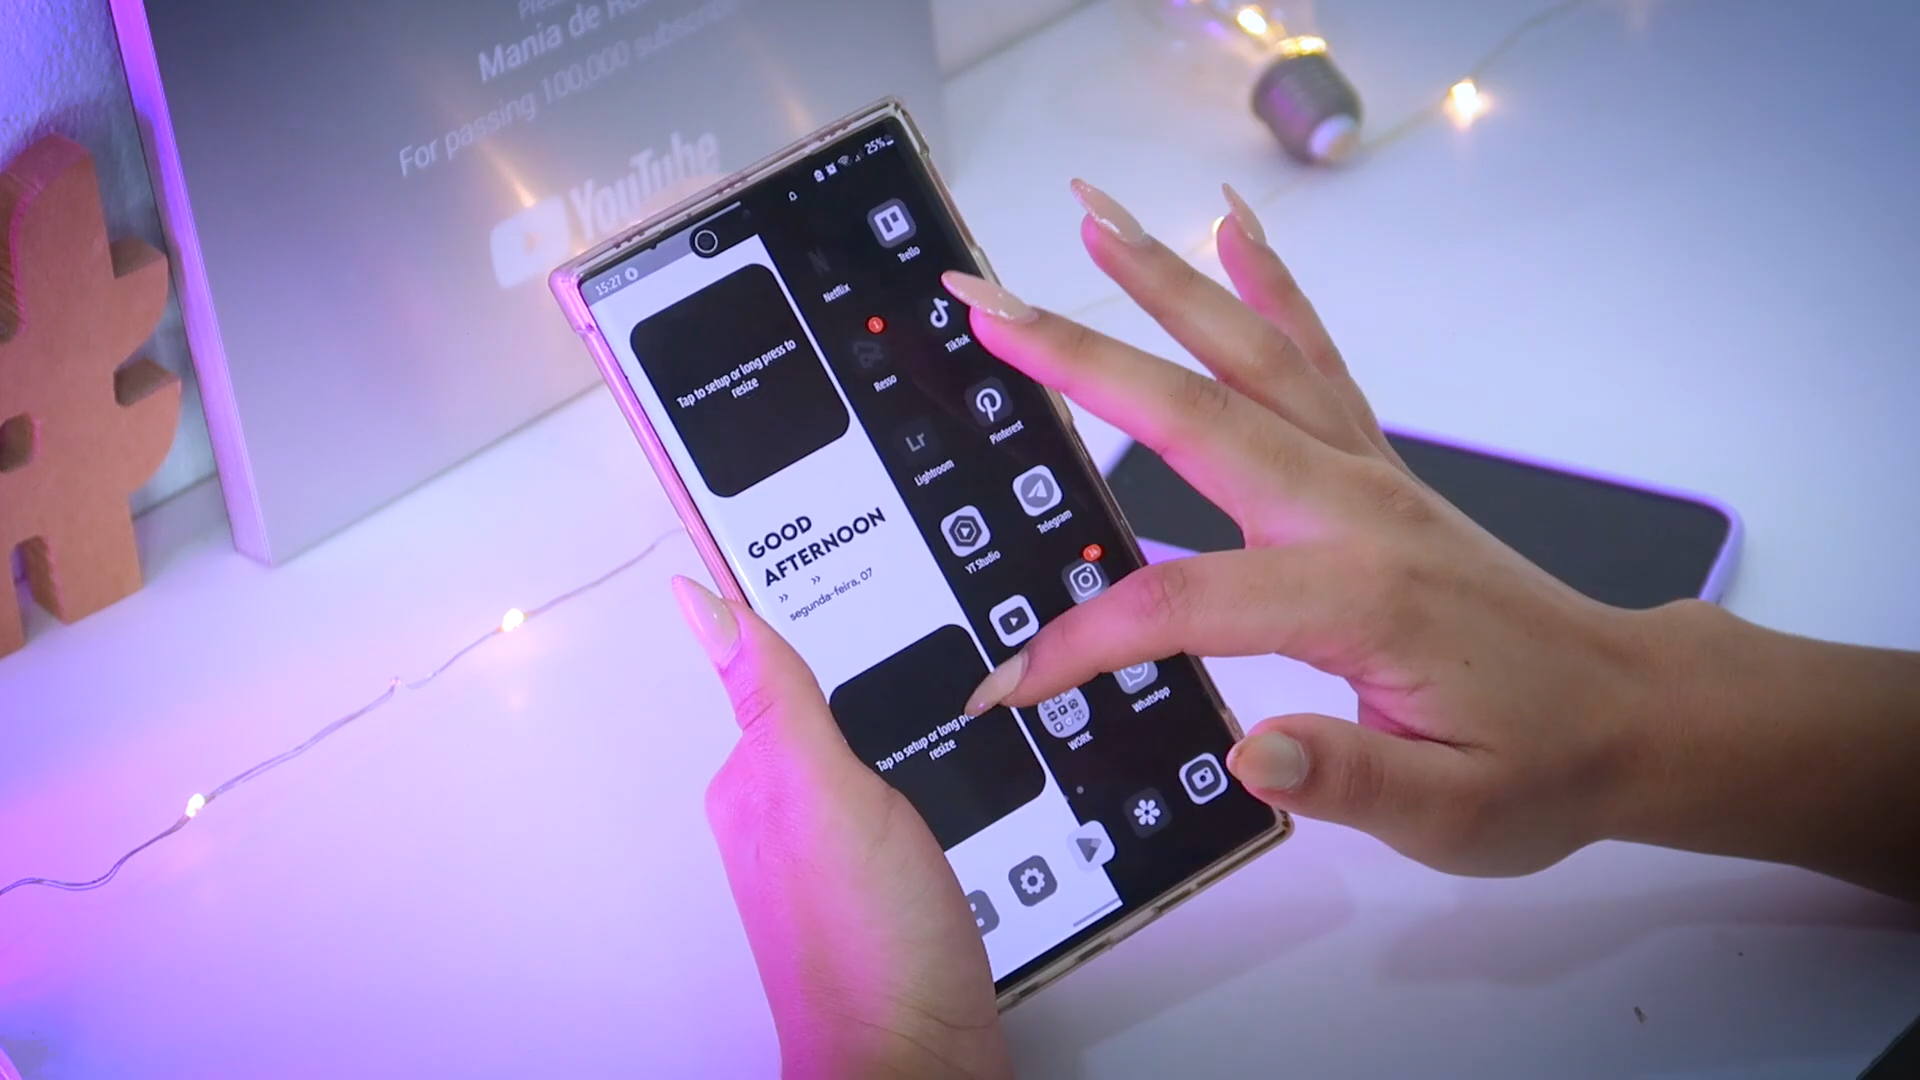 Mania de
For passing 100,000
YouTube
15:27
25%
Tap to setup or long press to
resize
GOOD
AFTERNOON
>>
>>
segunda-feira, 07
Tap to setup or long
resize
Netflix
Trello
1
Resso
TikTok
Lr
Lightroom
Pinterest
YT Studio
Telegram
WORK
WhatsApp